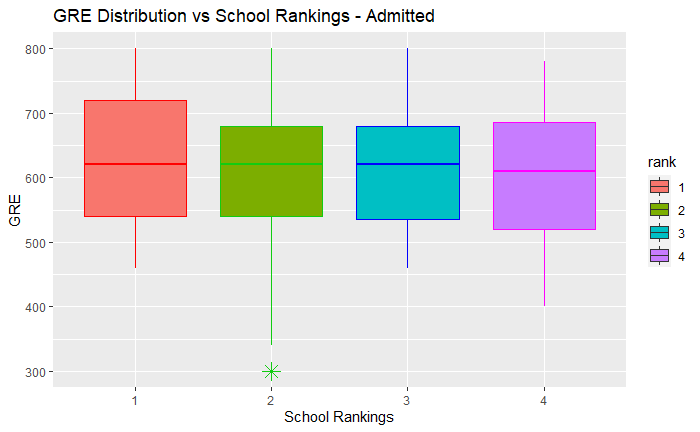 GRE Distribution vs School Rankings - Admitted
800
700
600
500
400
300
GRE
1 2 3 4
School Rankings
rank
1
2
3
4